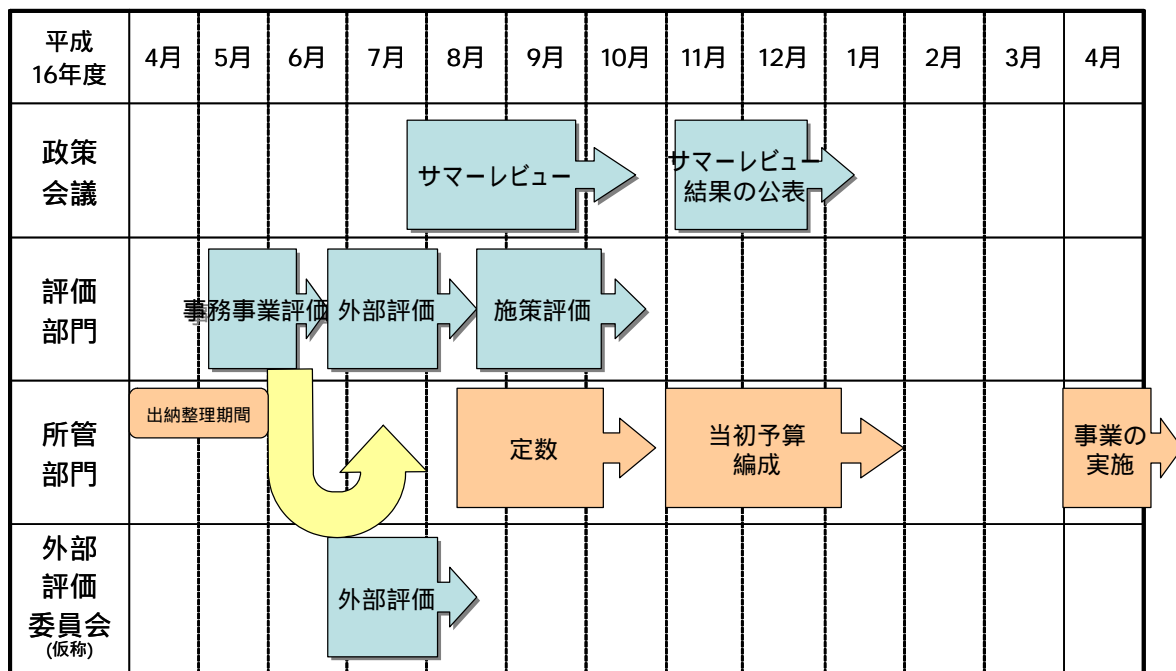 平成
16年度
4月
5月
6月
7月
8月
9月
10月
11月
12月
1月
2月
3月
4月
政策
会議
サマーレビュー
サマーレビュー
結果の公表
評価
部門
事務事業評価
外部評価
施策評価
所管
部門
出納整理期間
定数
当初予算
編成
事業の
実施
外部
評価
委員会
(仮称)
外部評価